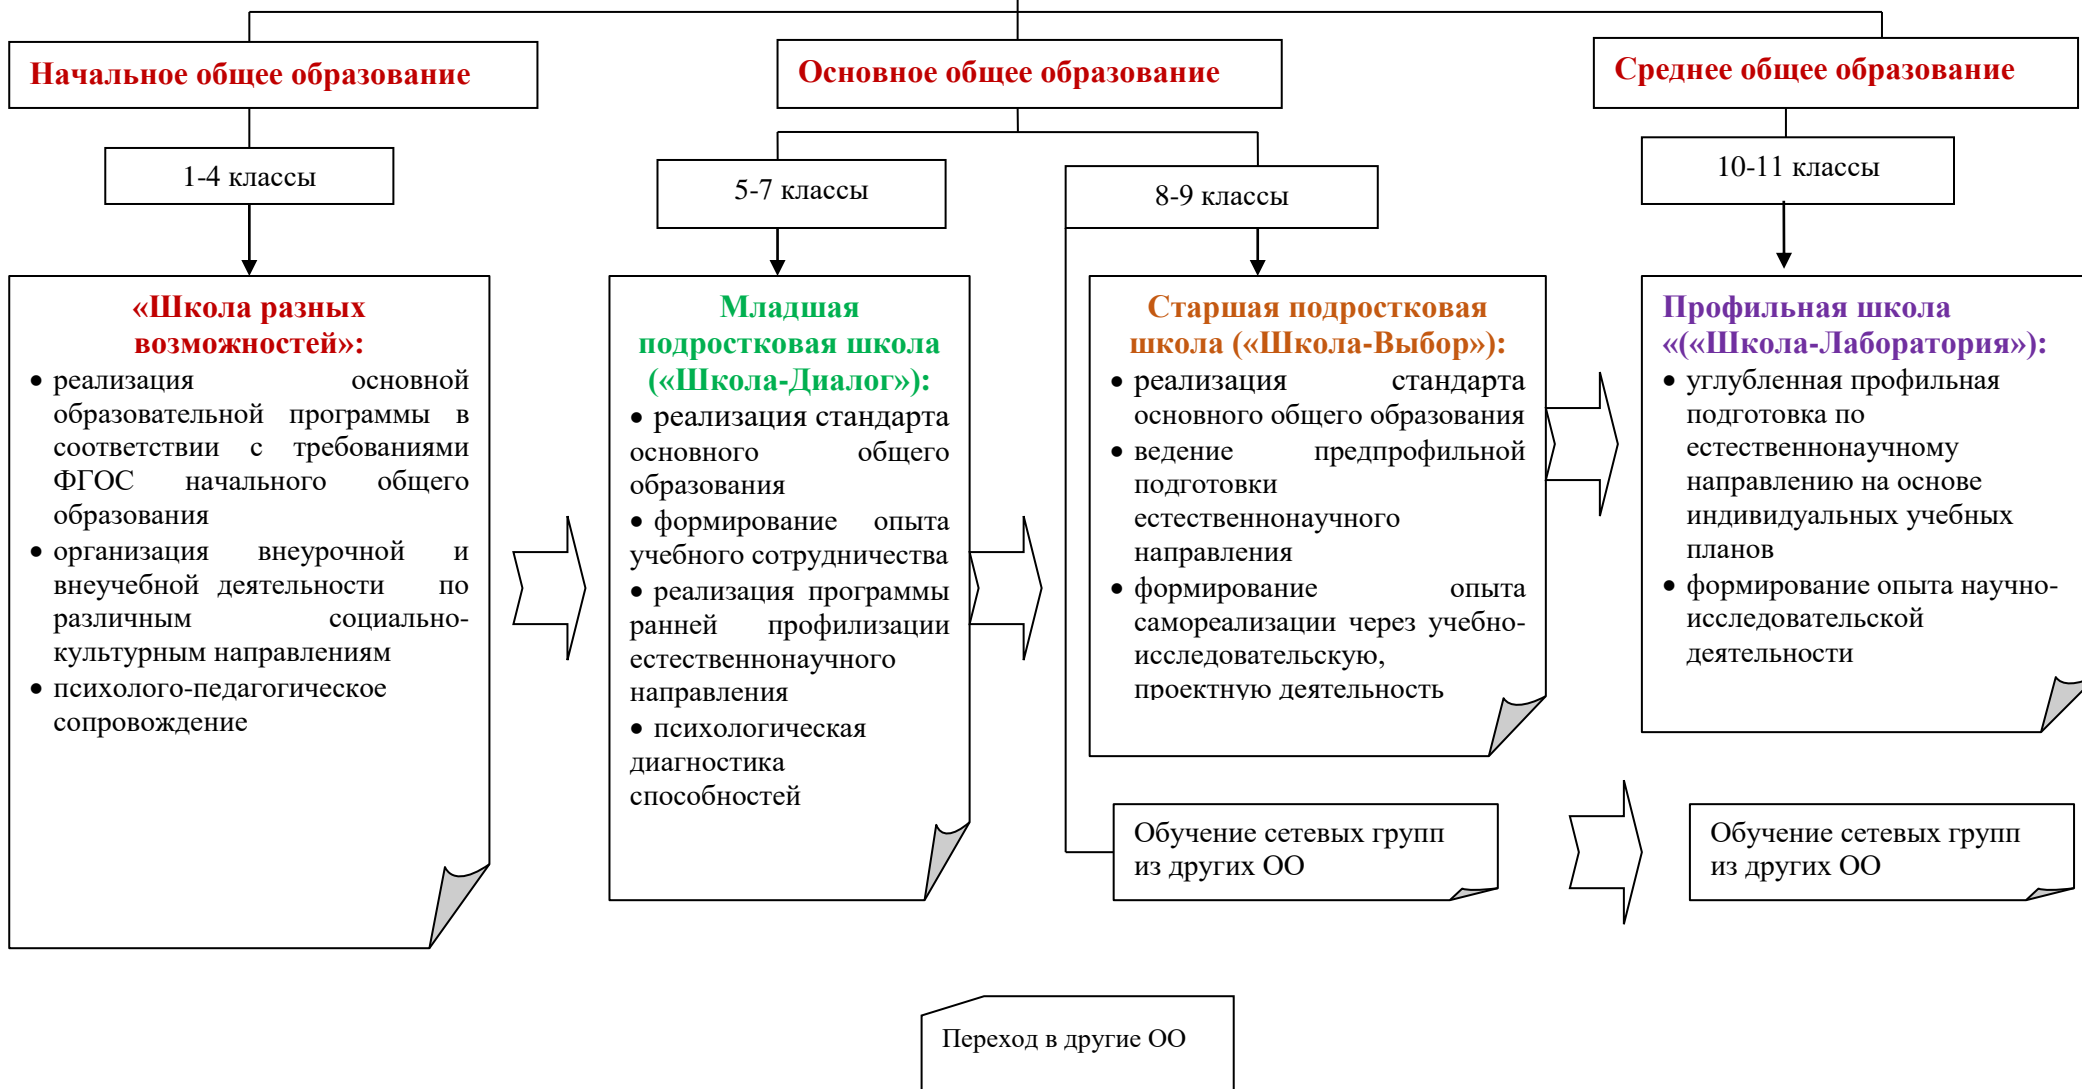 Начальное общее образование
Основное общее образование
Среднее общее образование
1-4 классы
5-7 классы
8-9 классы
10-11 классы
«Школа разных
возможностей»:
• реализация основной
образовательной программы в
соответствии с требованиями
ФГОС начального общего
образования
• организация внеурочной и
внеучебной деятельности по
различным социально-
культурным направлениям
• психолого-педагогическое
сопровождение
Младшая
подростковая школа
(«Школа-Диалог»):
• реализация стандарта
основного общего
образования
• формирование опыта
учебного сотрудничества
• реализация программы
ранней профилизации
естественнонаучного
направления
• психологическая
диагностика
способностей
Старшая подростковая
школа («Школа-Выбор»):
• реализация стандарта
основного общего образования
• ведение предпрофильной
подготовки
естественнонаучного
направления
• формирование опыта
самореализации через учебно-
исследовательскую,
проектную деятельность
Профильная школа
«(«Школа-Лаборатория»):
• углубленная профильная
подготовка по
естественнонаучному
направлению на основе
индивидуальных учебных
планов
• формирование опыта научно-
исследовательской
деятельности
Обучение сетевых групп
из других ОО
Обучение сетевых групп
из других ОО
Переход в другие ОО